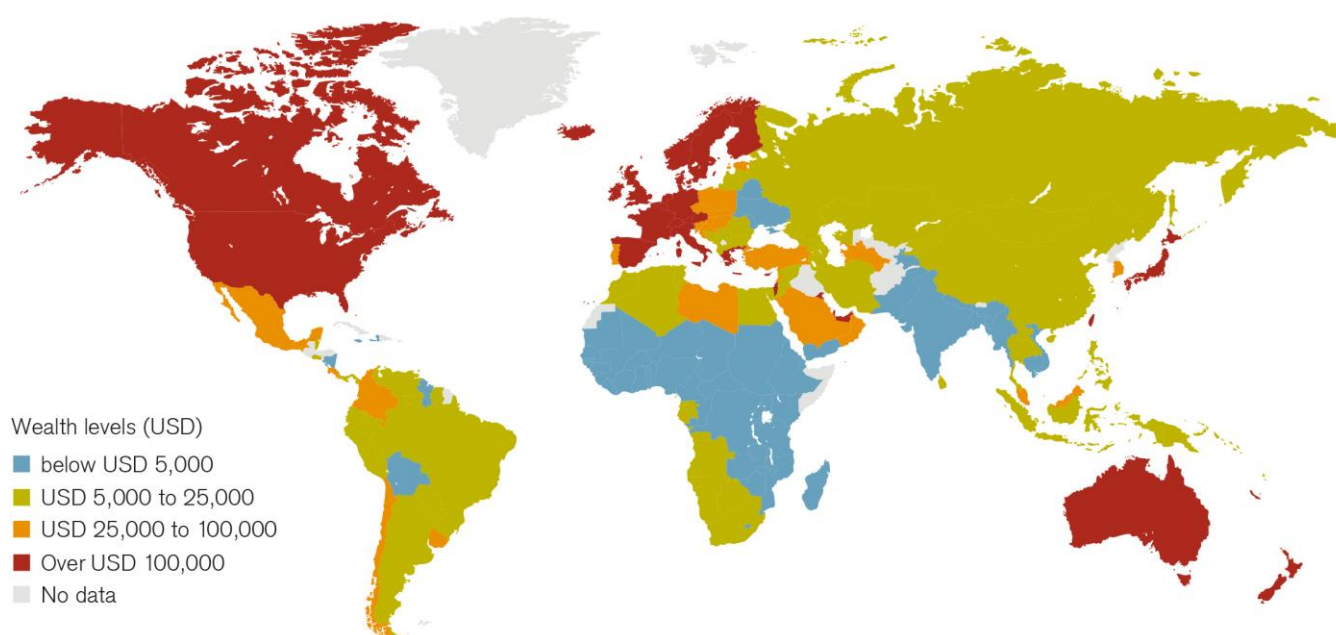 Wealth levels (USD)
below USD 5,000
USD 5,000 to 25,000
USD 25,000 to 100,000
Over USD 100,000
No data